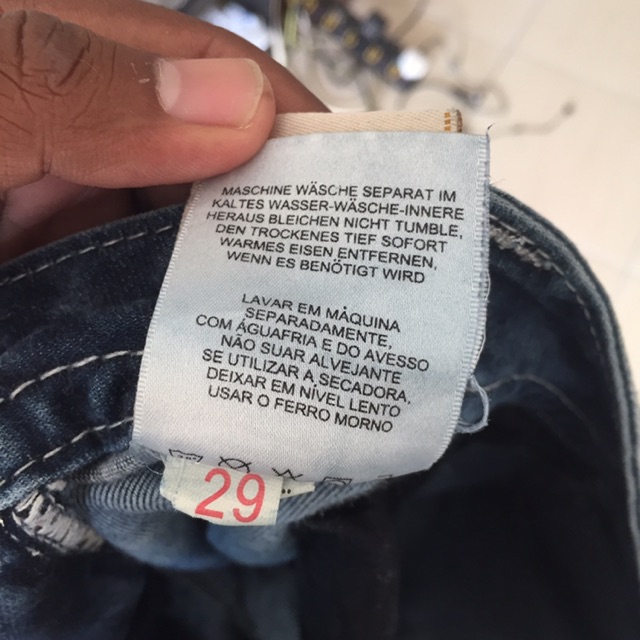 MASCHINE WÄSCHE SEPARAT IM
KALTES WASSER-WÄSCHE-INNERE
HERAUS BLEICHEN NICHT TUMBLE,
DEN TROCKENES TIEF SOFORT
WARMES EISEN ENTFERNEN,
WENN ES BENÖTIGT WIRD
LAVAR EM MÁQUINA
SEPARADAMENTE,
COM ÁGUAFRIA E DO AVESSO
NÃO SUAR ALVEJANTE
SE UTILIZAR A SECADORA,
DEIXAR EM NÍVEL LENTO
USAR O FERRO MORNO
29"